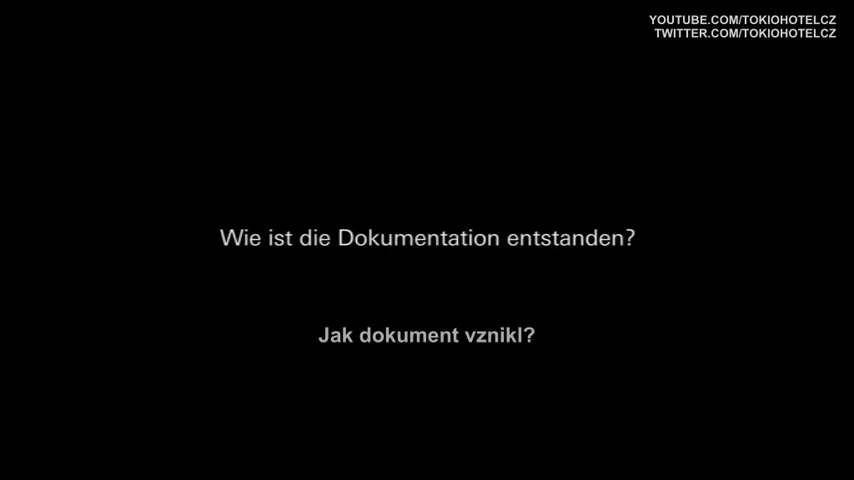 YOUTUBE.COM/TOKIOHOTELCZ
TWITTER.COM/TOKIOHOTELCZ
Wie ist die Dokumentation entstanden?
Jak dokument vznikl?